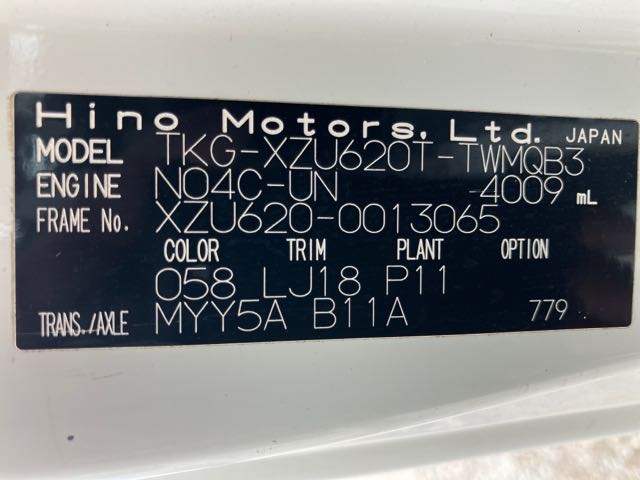 Hino Motors, Ltd. JAPAN
MODEL TKG-XZU620T-TWMQB3
ENGINE N04C-UN 4009 mL
FRAME No. XZU620-0013065
COLOR TRIM PLANT OPTION
058 LJ18 P11
TRANS./AXLE MYY5A B11A 779